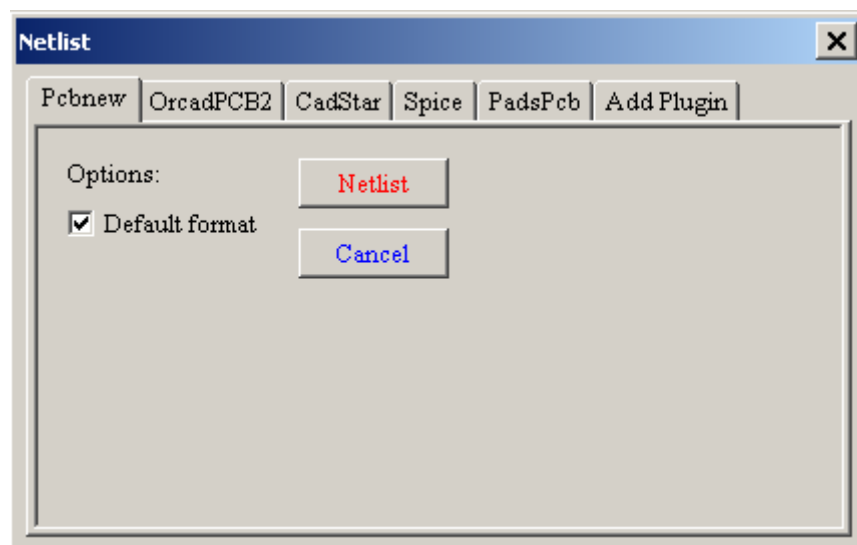 Netlist
Pcbnew OrcadPCB2 CadStar Spice PadsPcb Add Plugin
Options:
Netlist
Default format
Cancel